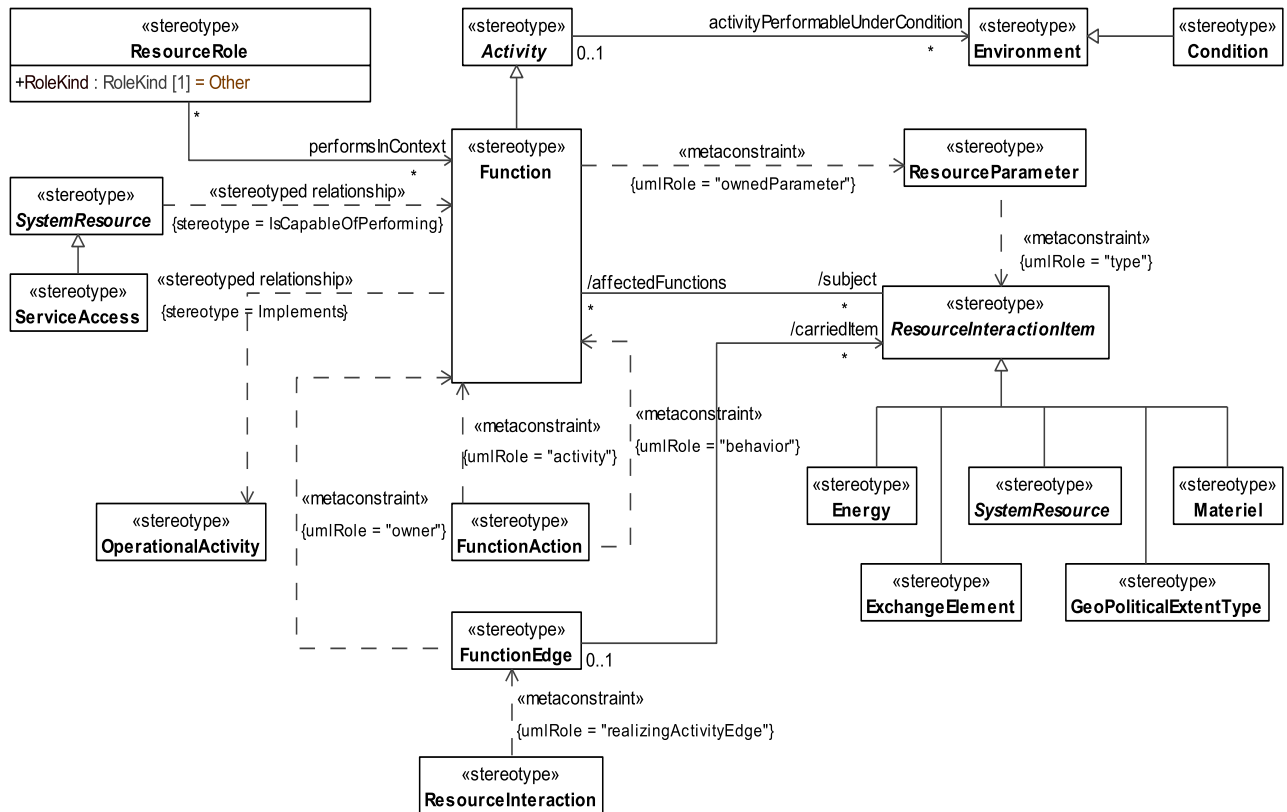 «stereotype»
ResourceRole
+RoleKind : RoleKind [1] = Other
*
«stereotype»
Activity
0..1
activityPerformableUnderCondition
*
«stereotype»
Environment
«stereotype»
Condition
performsInContext
*
«stereotype»
Function
«metaconstraint»
{umlRole = "ownedParameter"}
«stereotype»
ResourceParameter
«stereotype»
SystemResource
«stereotyped relationship»
{stereotype = IsCapableOfPerforming}
«metaconstraint»
{umlRole = "type"}
«stereotype»
ServiceAccess
«stereotyped relationship»
{stereotype = Implements}
/affectedFunctions
*
/subject
*
«stereotype»
ResourceInteractionItem
/carriedItem
*
«metaconstraint»
{umlRole = "activity"}
«metaconstraint»
{umlRole = "behavior"}
«metaconstraint»
{umlRole = "owner"}
«stereotype»
OperationalActivity
«stereotype»
FunctionAction
«stereotype»
Energy
«stereotype»
SystemResource
«stereotype»
Materiel
«stereotype»
ExchangeElement
«stereotype»
GeoPoliticalExtentType
«stereotype»
FunctionEdge
0..1
«metaconstraint»
{umlRole = "realizingActivityEdge"}
«stereotype»
ResourceInteraction